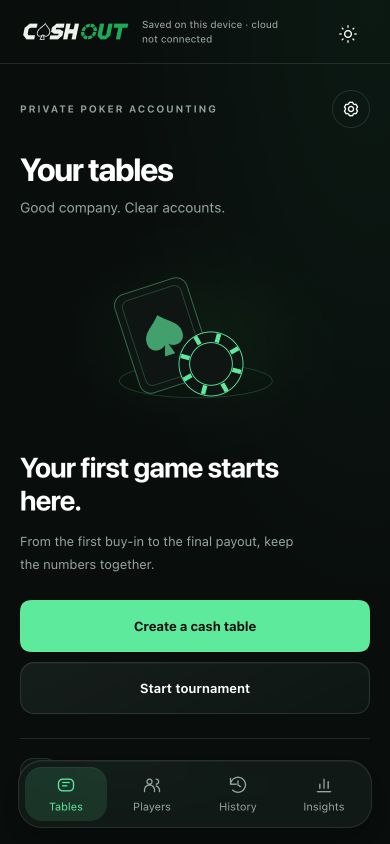 CASHOUT
Saved on this device · cloud
not connected
PRIVATE POKER ACCOUNTING
Your tables
Good company. Clear accounts.
Your first game starts
here.
From the first buy-in to the final payout, keep
the numbers together.
Create a cash table
Start tournament
Tables
Players
History
Insights